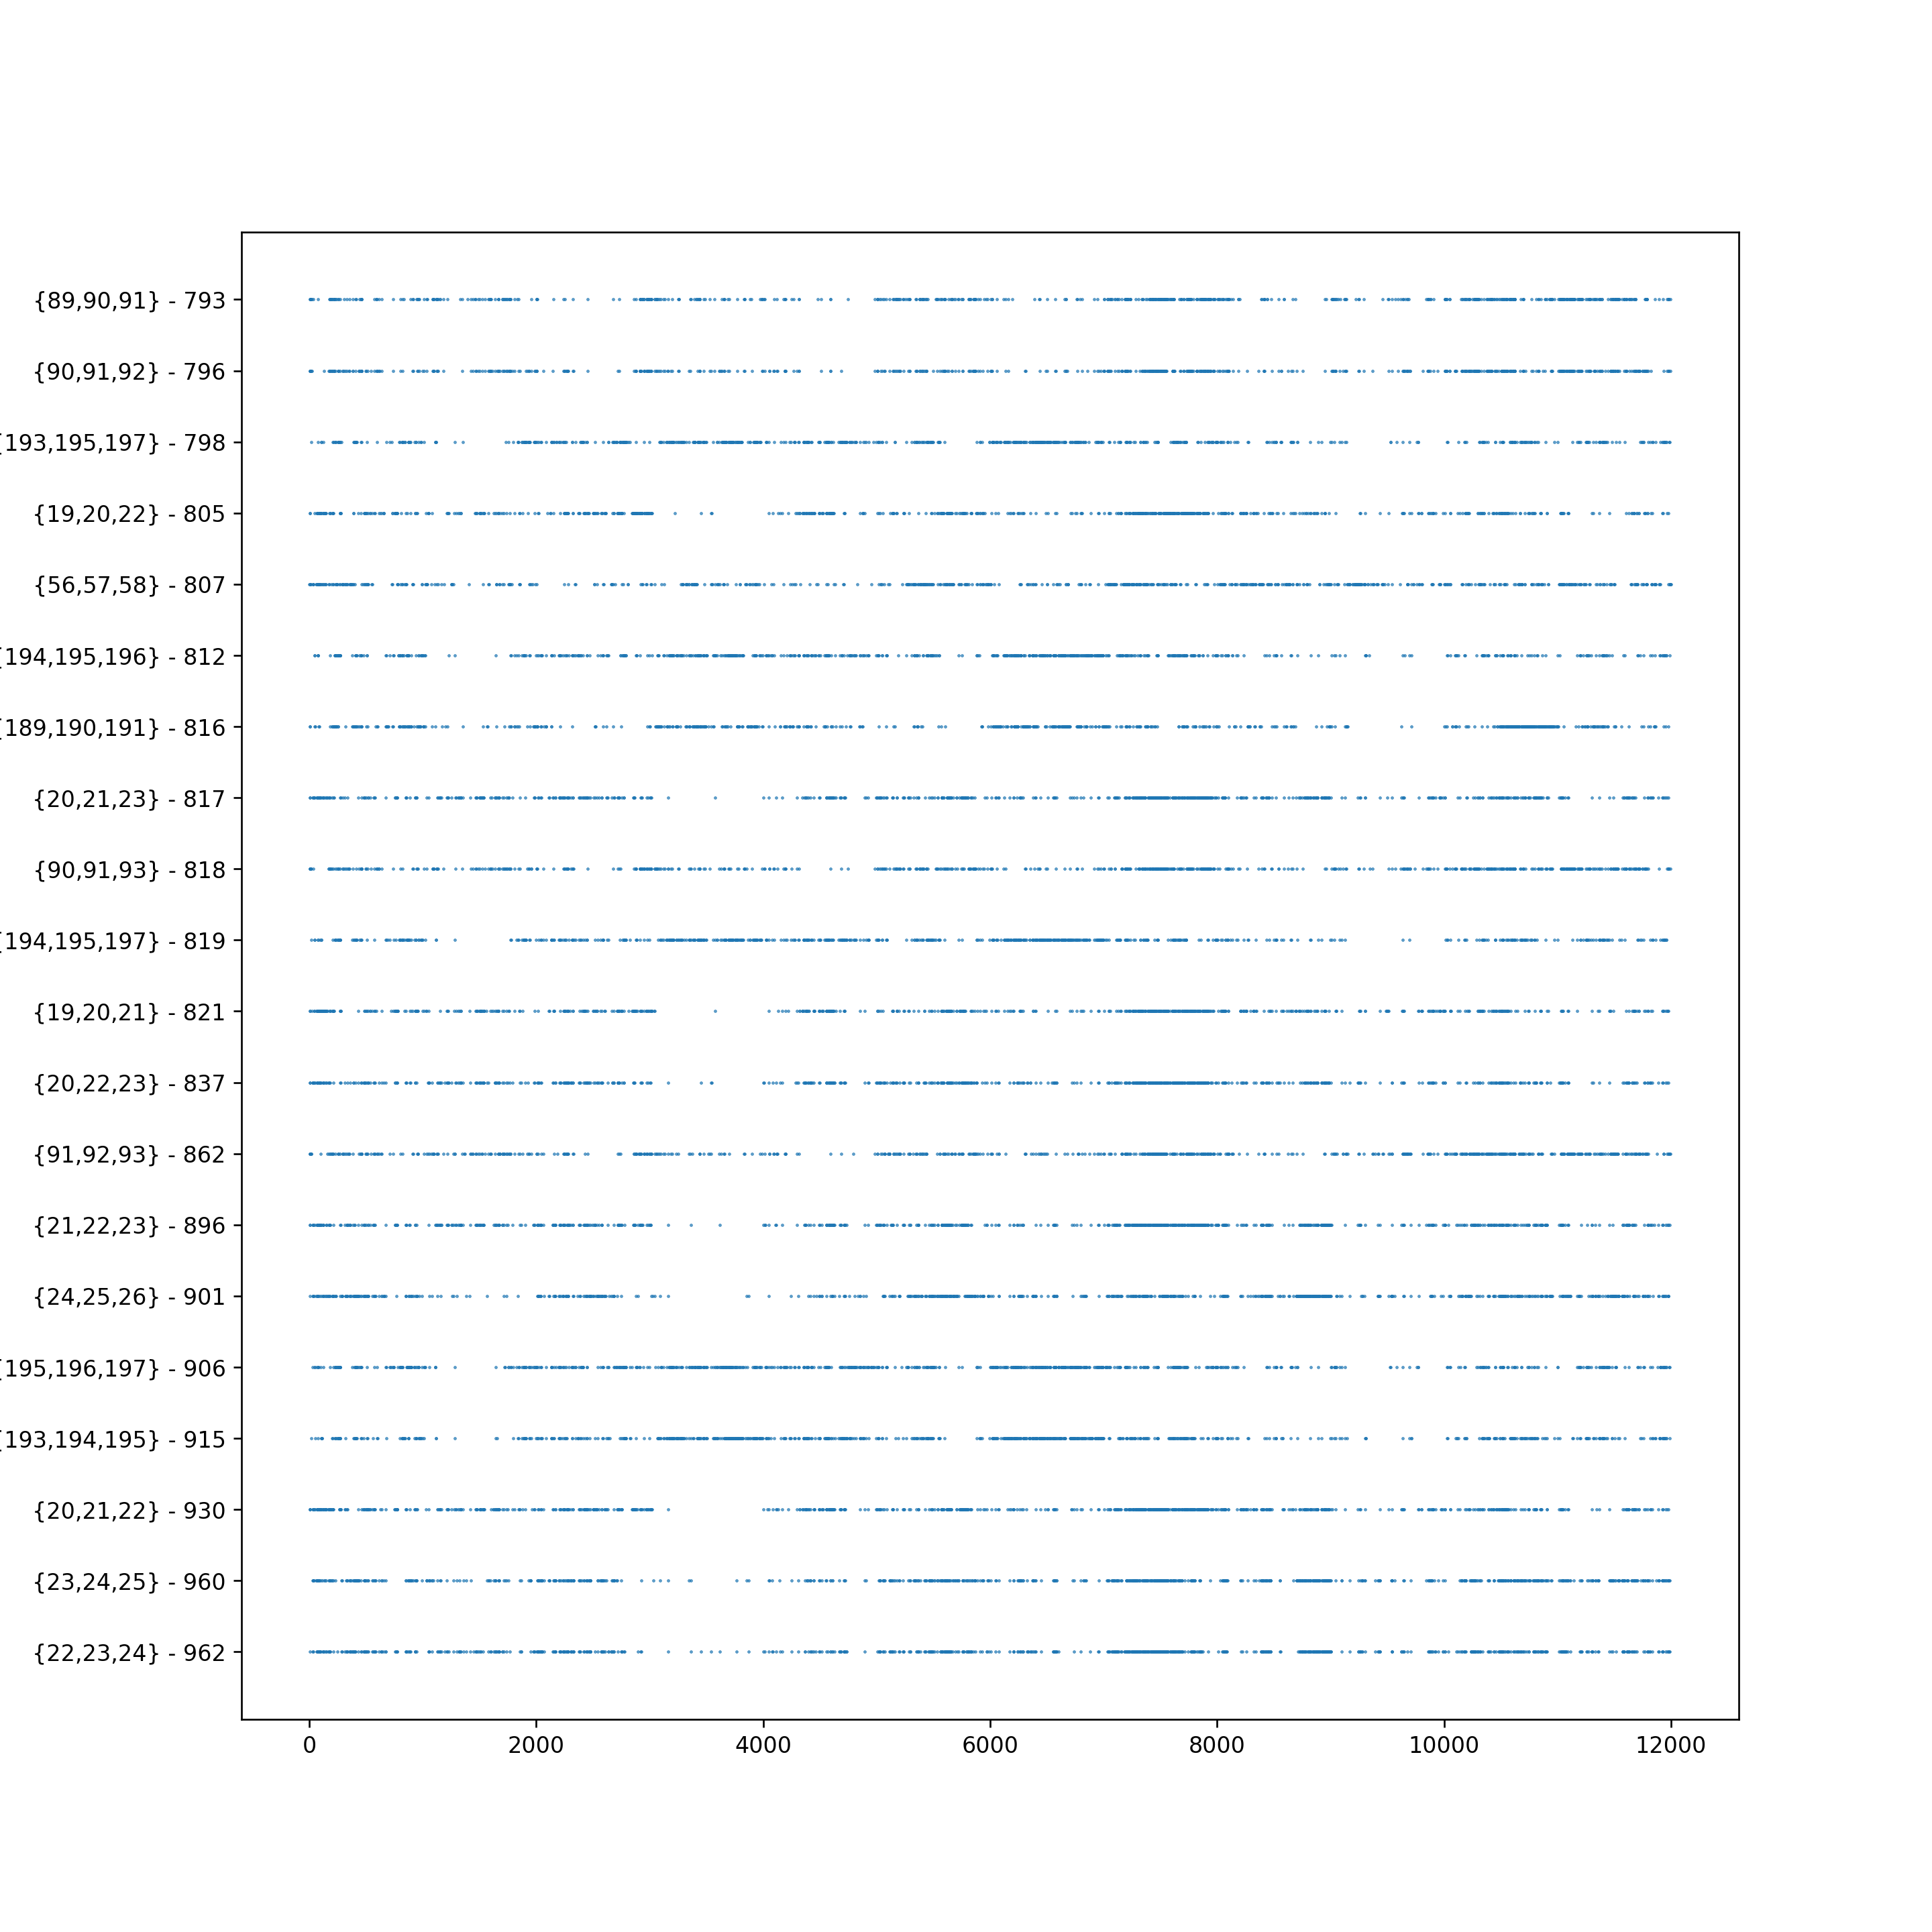 {89,90,91} - 793
{90,91,92} - 796
{193,195,197} - 798
{19,20,22} - 805
{56,57,58} - 807
{194,195,196} - 812
{189,190,191} - 816
{20,21,23} - 817
{90,91,93} - 818
{194,195,197} - 819
{19,20,21} - 821
{20,22,23} - 837
{91,92,93} - 862
{21,22,23} - 896
{24,25,26} - 901
{195,196,197} - 906
{193,194,195} - 915
{20,21,22} - 930
{23,24,25} - 960
{22,23,24} - 962
0 2000 4000 6000 8000 10000 12000